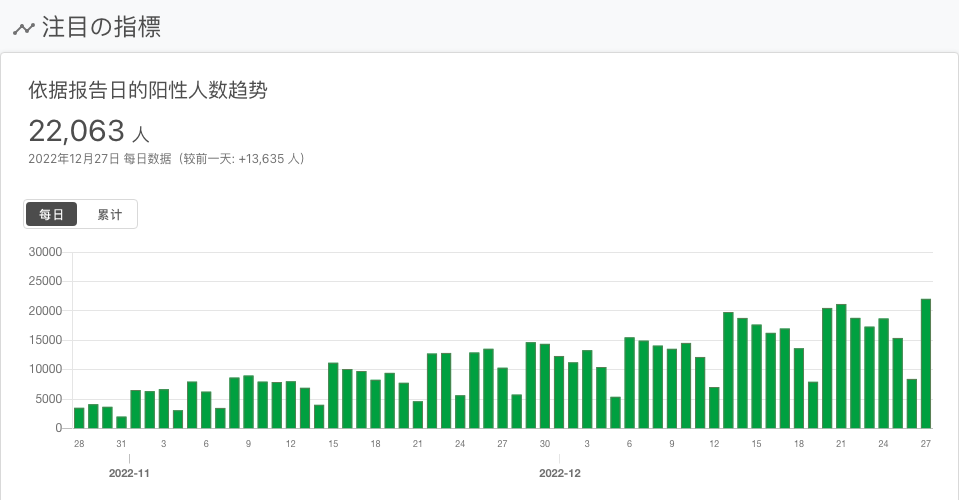 注目の指標
依据报告日的阳性人数趋势
22,063 人
2022年12月27日 每日数据（较前一天: +13,635 人）
每日 累计
30000
25000
20000
15000
10000
5000
0
28 31 3 6 9 12 15 18 21 24 27 30 3 6 9 12 15 18 21 24 27
2022-11 2022-12